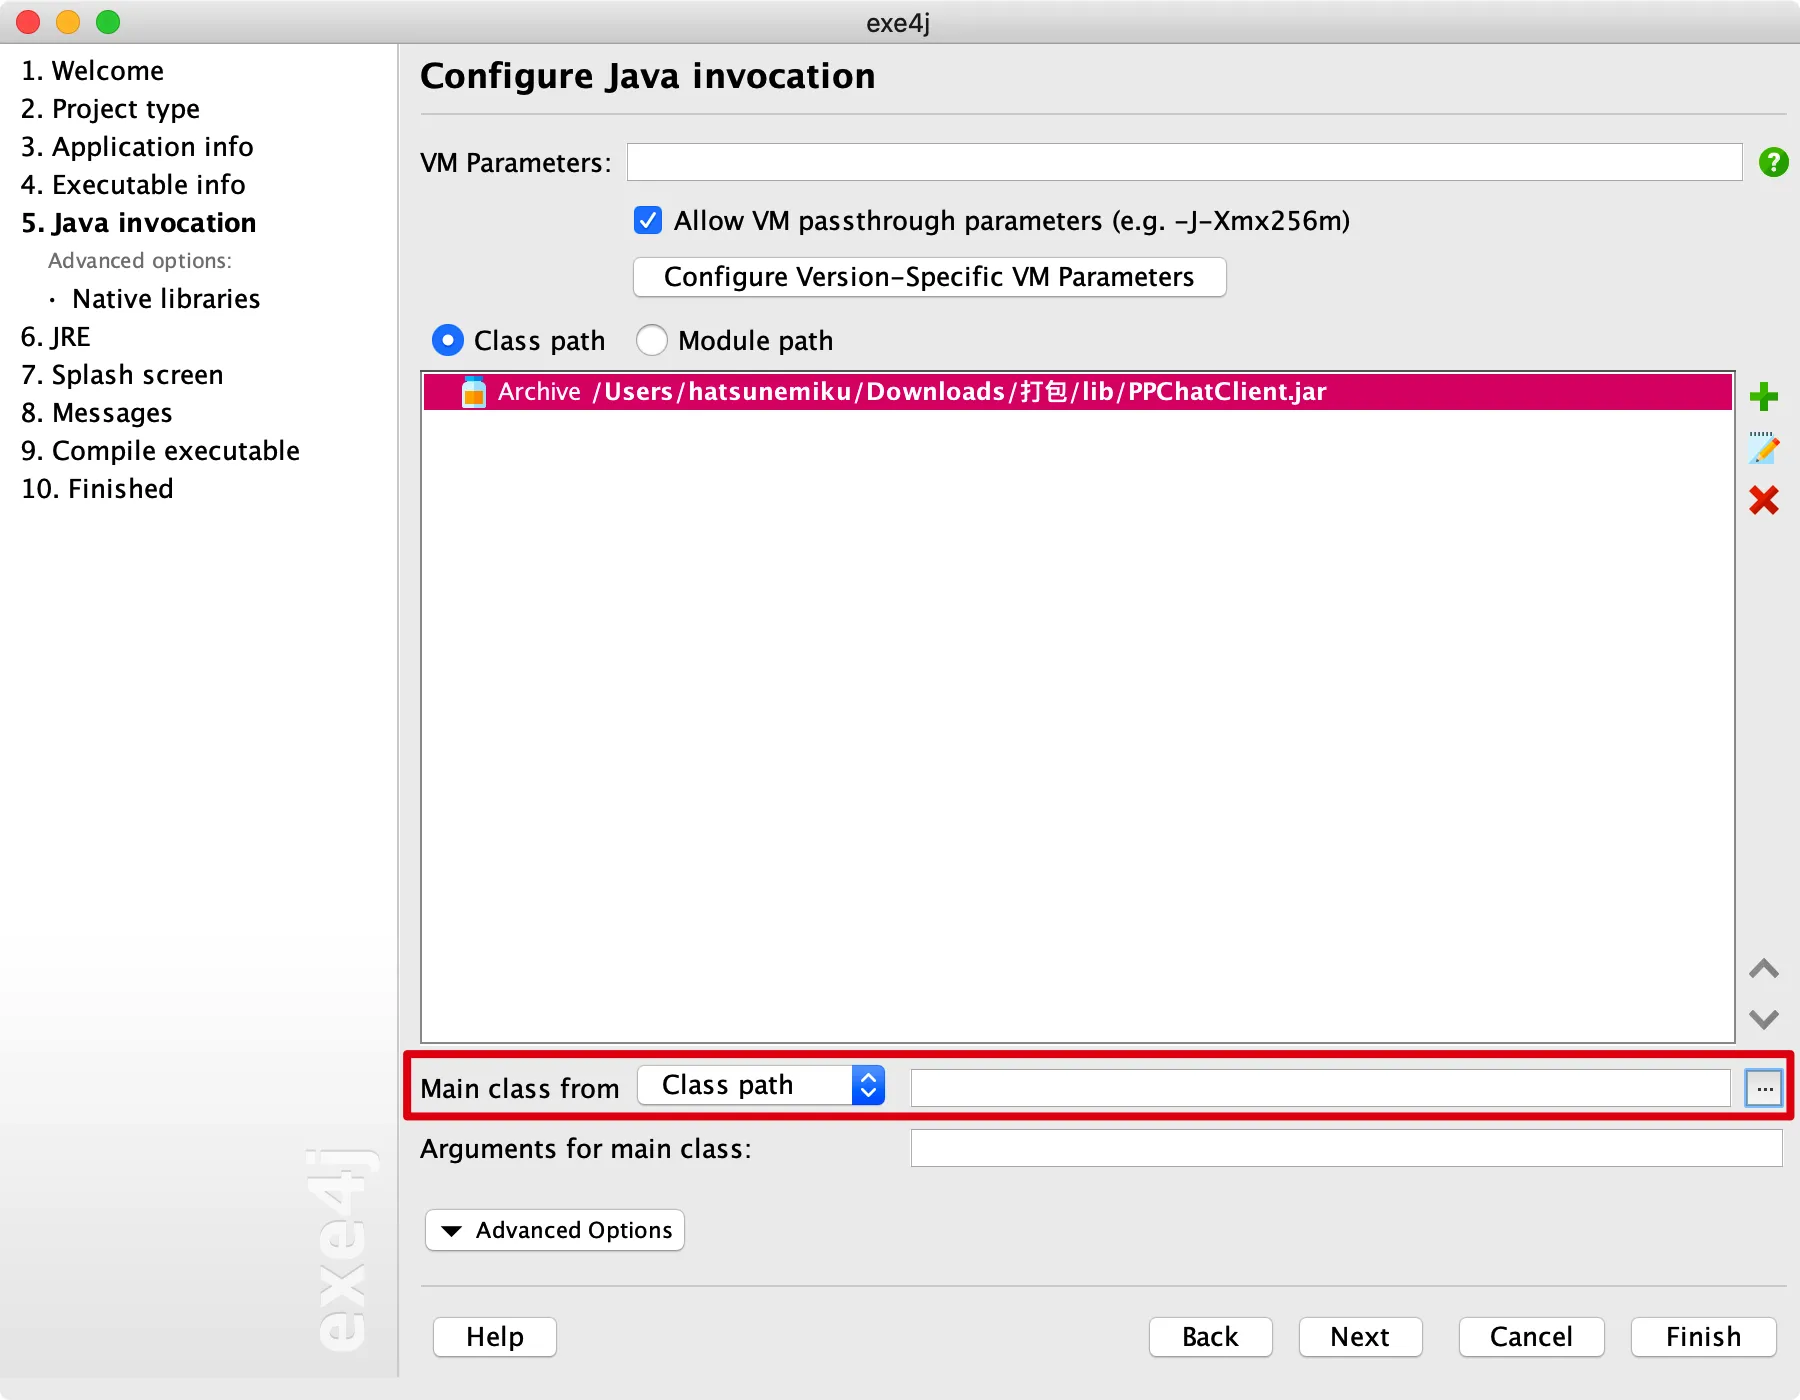 exe4j
1. Welcome
2. Project type
3. Application info
4. Executable info
5. Java invocation
Advanced options:
· Native libraries
6. JRE
7. Splash screen
8. Messages
9. Compile executable
10. Finished
exe4j
Configure Java invocation
VM Parameters:
?
Allow VM passthrough parameters (e.g. -J-Xmx256m)
Configure Version-Specific VM Parameters
Class path Module path
Archive /Users/hatsunemiku/Downloads/打包/lib/PPChatClient.jar
Main class from Class path ...
Arguments for main class:
Advanced Options
Help Back Next Cancel Finish